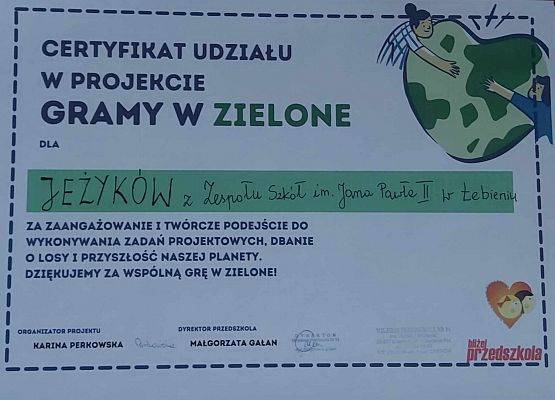 CERTYFIKAT UDZIAŁU
W PROJEKCIE
GRAMY W ZIELONE
DLA
JEŻYKÓW z Zespołu Szkół im. Jana Pawła II w Łebieniu
ZA ZAANGAŻOWANIE I TWÓRCZE PODEJŚCIE DO
WYKONYWANIA ZADAŃ PROJEKTOWYCH, DBANIE
O LOSY I PRZYSZŁOŚĆ NASZEJ PLANETY.
DZIĘKUJEMY ZA WSPÓLNĄ GRĘ W ZIELONE!
ORGANIZATOR PROJEKTU
KARINA PERKOWSKA
DYREKTOR PRZEDSZKOLA
MAŁGORZATA GAŁAN
DYREKTOR
bliżej
przedszkola